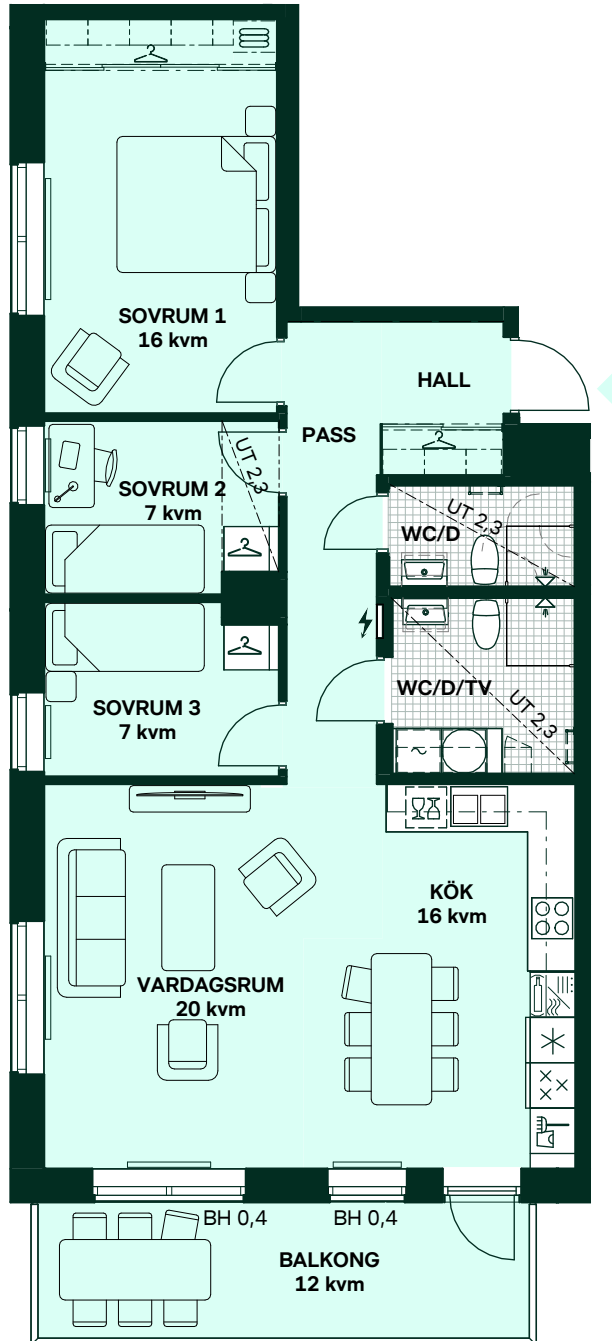 SOVRUM 1
16 kvm
HALL
PASS
UT 2,3
SOVRUM 2
7 kvm
WC/D
UT 2,3
WC/D/TV
UT 2,3
SOVRUM 3
7 kvm
KÖK
16 kvm
VARDAGSRUM
20 kvm
BH 0,4
BH 0,4
BALKONG
12 kvm